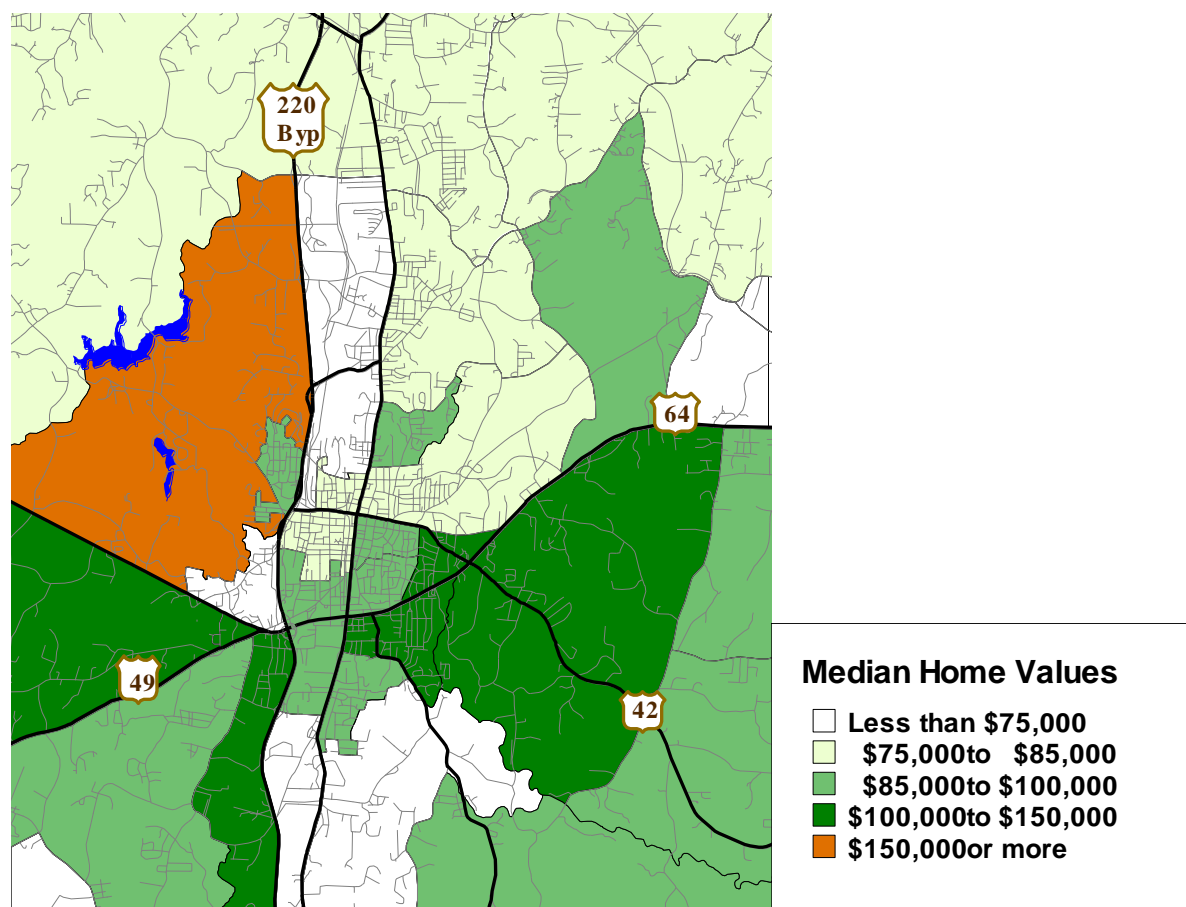 220
Byp
64
49
42
Median Home Values
Less than $75,000
$75,000to $85,000
$85,000to $100,000
$100,000to $150,000
$150,000or more